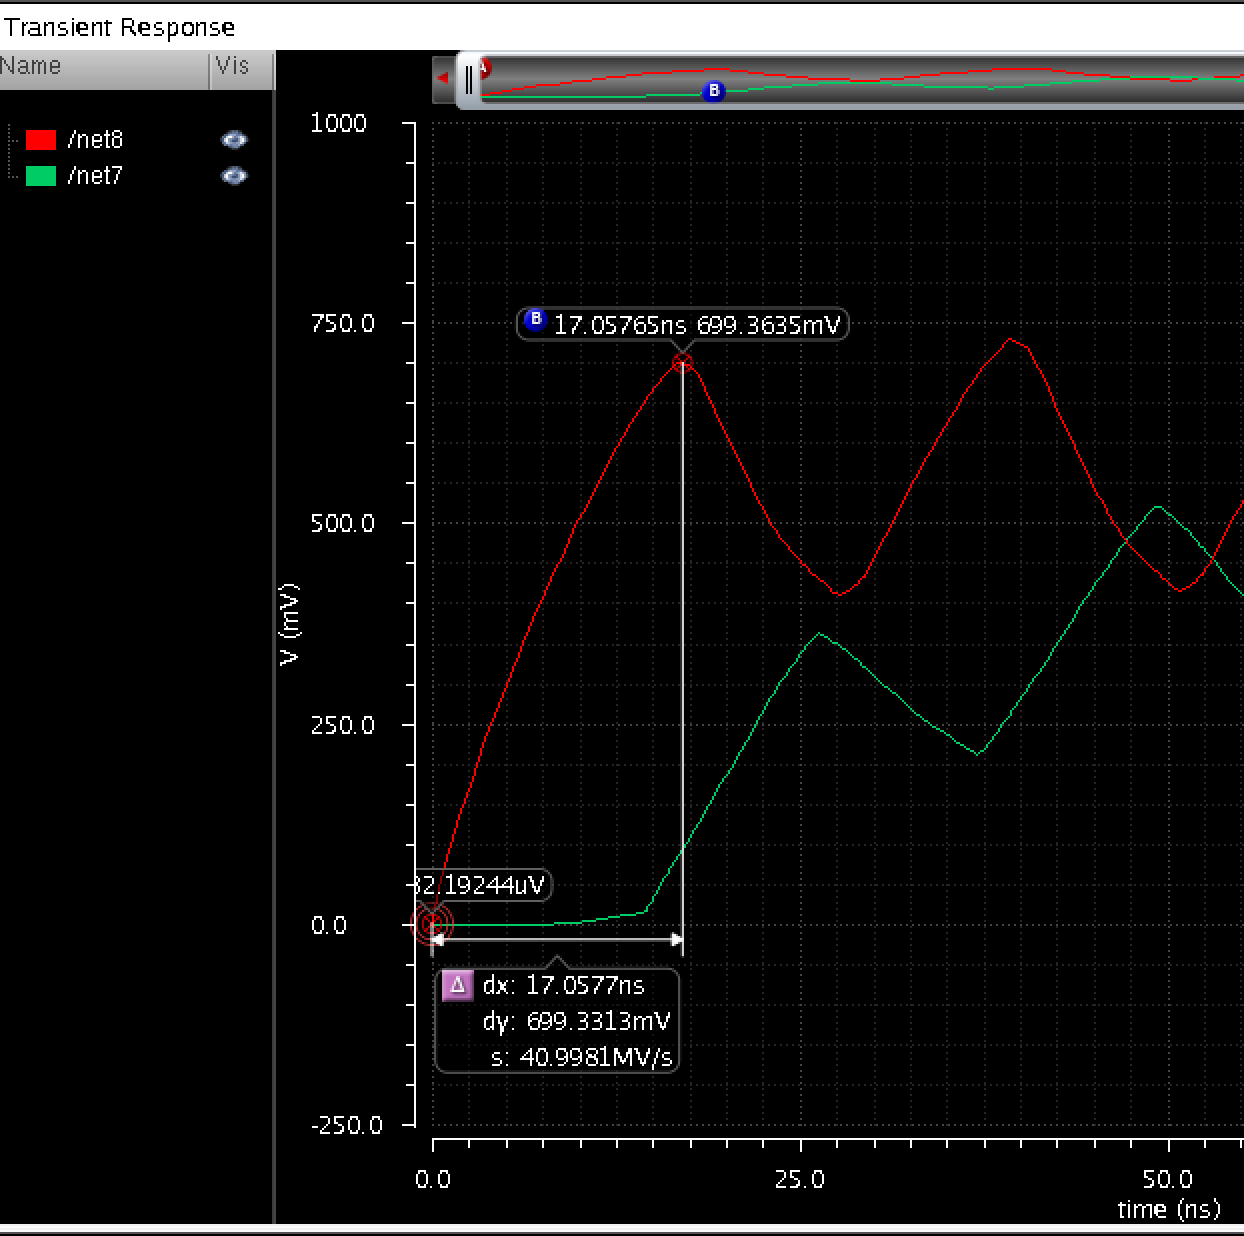 Transient Response
Name Vis
/net8
/net7
A
B
1000
750.0
500.0
250.0
0.0
-250.0
V (mV)
B 17.05765ns 699.3635mV
32.19244uV
Δ dx: 17.0577ns
dy: 699.3313mV
s: 40.9981MV/s
0.0 25.0 50.0
time (ns)